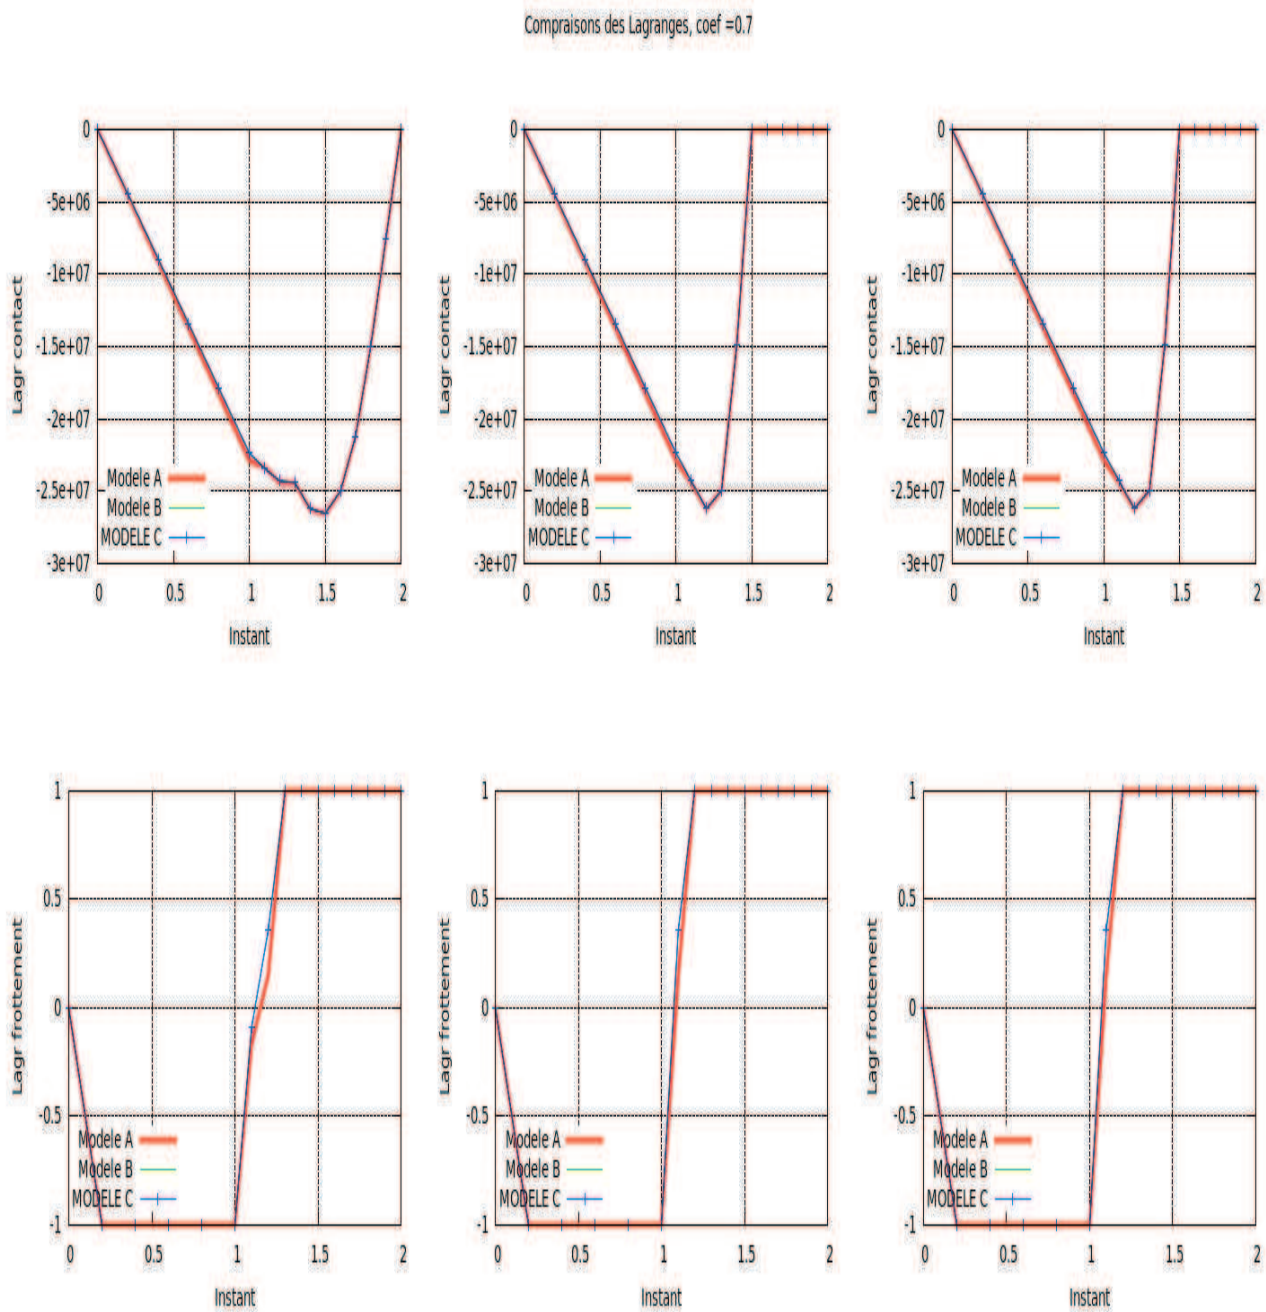 Compraisons des Lagranges, coef =0.7
0
-5e+06
-1e+07
-1.5e+07
-2e+07
-2.5e+07
-3e+07
Lagr contact
Modele A
Modele B
MODELE C
0 0.5 1 1.5 2
Instant
0
-5e+06
-1e+07
-1.5e+07
-2e+07
-2.5e+07
-3e+07
Lagr contact
Modele A
Modele B
MODELE C
0 0.5 1 1.5 2
Instant
0
-5e+06
-1e+07
-1.5e+07
-2e+07
-2.5e+07
-3e+07
Lagr contact
Modele A
Modele B
MODELE C
0 0.5 1 1.5 2
Instant
1
0.5
0
-0.5
-1
Lagr frottement
Modele A
Modele B
MODELE C
0 0.5 1 1.5 2
Instant
1
0.5
0
-0.5
-1
Lagr frottement
Modele A
Modele B
MODELE C
0 0.5 1 1.5 2
Instant
1
0.5
0
-0.5
-1
Lagr frottement
Modele A
Modele B
MODELE C
0 0.5 1 1.5 2
Instant